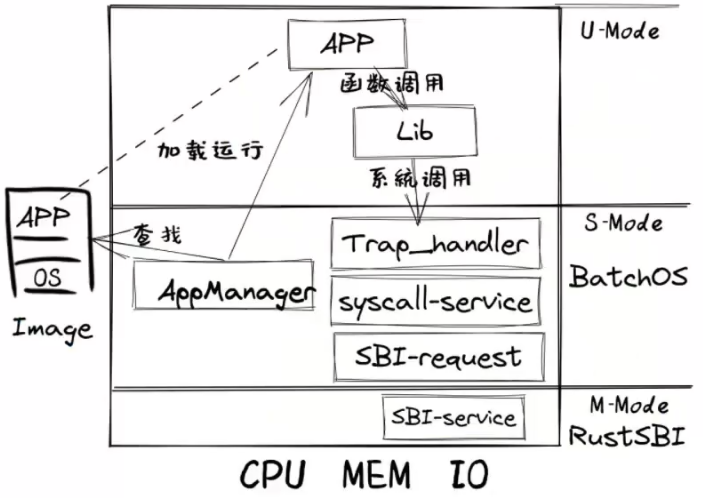 APP
U-Mode
函数调用
Lib
加载运行
系统调用
APP
OS
Image
查找
AppManager
Trap_handler
syscall-service
SBI-request
S-Mode
BatchOS
SBI-service
M-Mode
RustSBI
CPU MEM IO